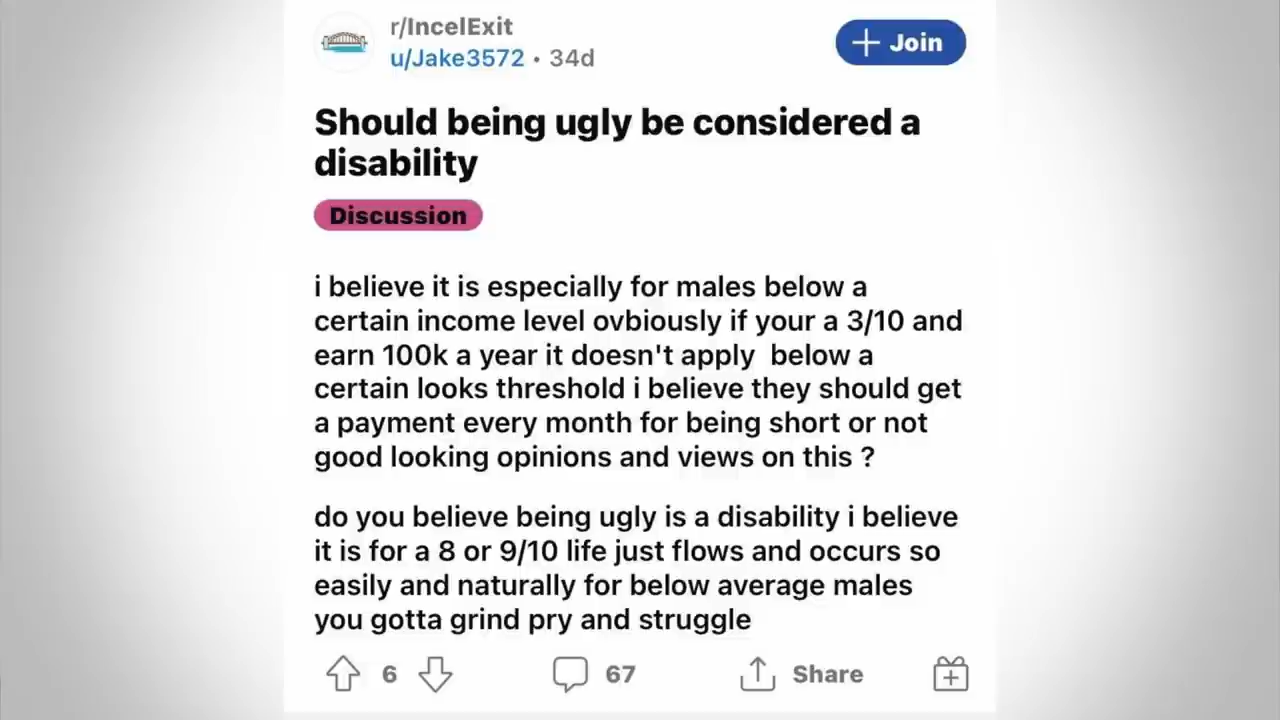 r/IncelExit
u/Jake3572 • 34d
+ Join
Should being ugly be considered a
disability
Discussion
i believe it is especially for males below a
certain income level ovbiously if your a 3/10 and
earn 100k a year it doesn't apply  below a
certain looks threshold i believe they should get
a payment every month for being short or not
good looking opinions and views on this ?
do you believe being ugly is a disability i believe
it is for a 8 or 9/10 life just flows and occurs so
easily and naturally for below average males
you gotta grind pry and struggle
6
67
Share